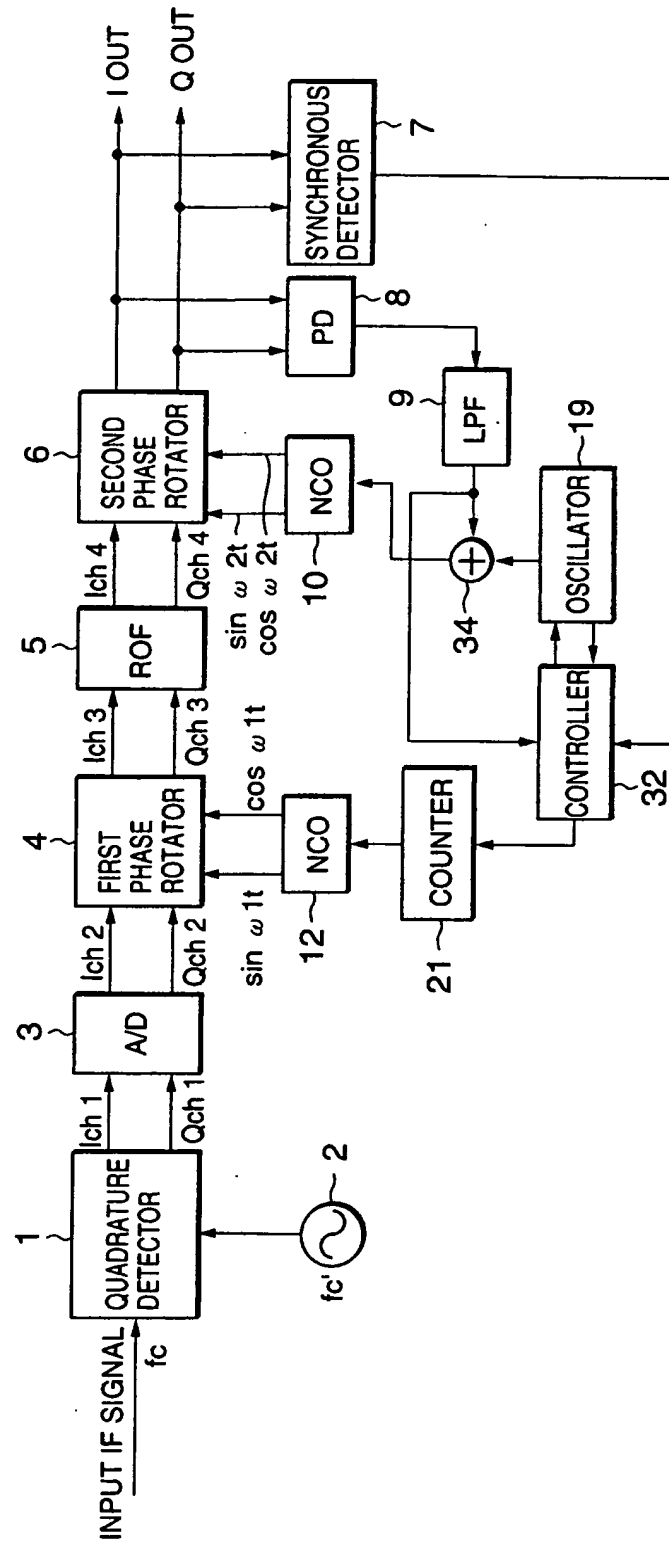 INPUT IF SIGNAL
fc
1
QUADRATURE
DETECTOR
2
fc'
Ich 1
Qch 1
3
A/D
Ich 2
Qch 2
4
FIRST
PHASE
ROTATOR
sin ω 1t
cos ω 1t
NCO
12
COUNTER
21
Ich 3
Qch 3
5
ROF
Ich 4
Qch 4
6
SECOND
PHASE
ROTATOR
sin ω 2t
cos ω 2t
NCO
10
34
CONTROLLER
32
OSCILLATOR
19
9
LPF
PD
8
SYNCHRONOUS
DETECTOR
7
I OUT
Q OUT